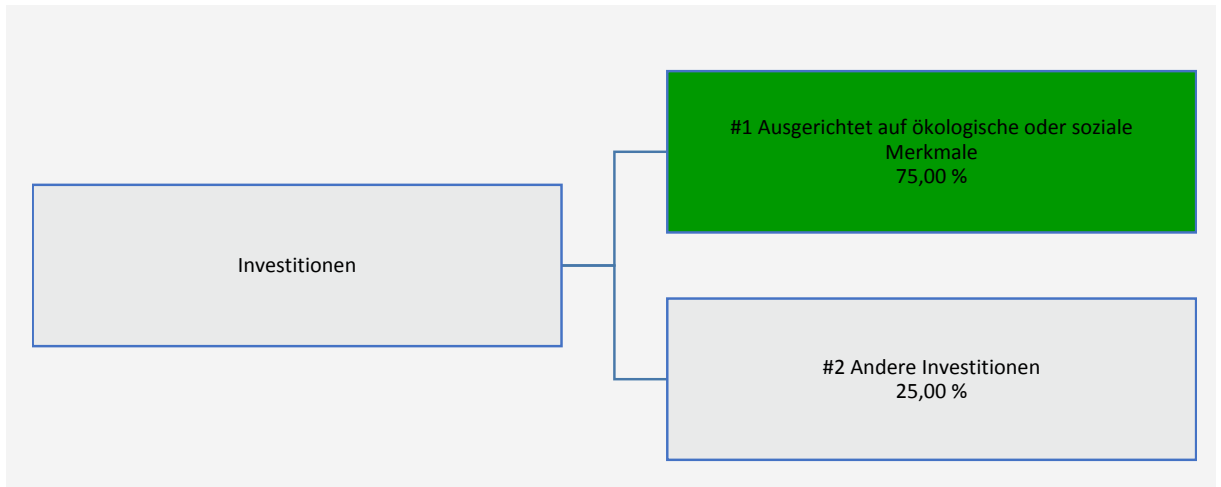 Investitionen
#1 Ausgerichtet auf ökologische oder soziale
Merkmale
75,00 %
#2 Andere Investitionen
25,00 %